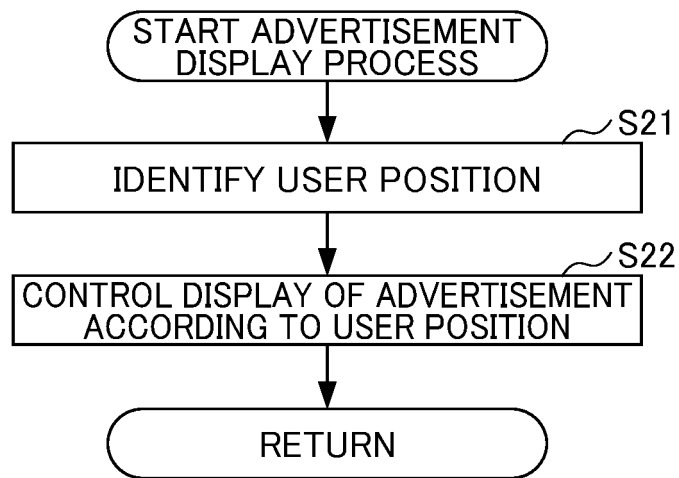 START ADVERTISEMENT
DISPLAY PROCESS
S21
IDENTIFY USER POSITION
S22
CONTROL DISPLAY OF ADVERTISEMENT
ACCORDING TO USER POSITION
RETURN